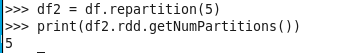 >>> df2 = df.repartition(5)
>>> print(df2.rdd.getNumPartitions())
5